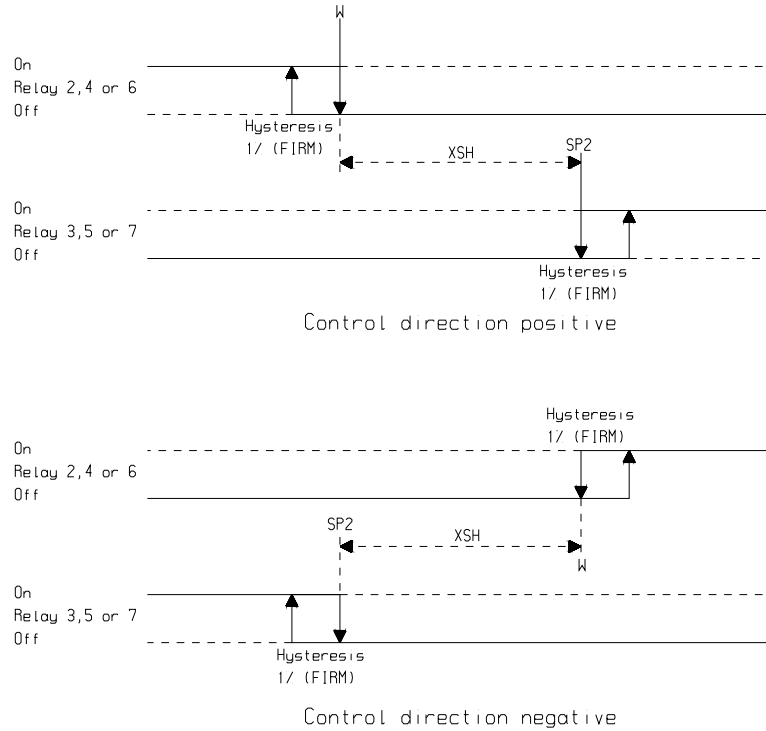 W
On
Relay 2,4 or 6
Off
Hysteresis
1/ (FIRM)
XSH
SP2
On
Relay 3,5 or 7
Off
Hysteresis
1/ (FIRM)
Control direction positive
Hysteresis
1/ (FIRM)
On
Relay 2,4 or 6
Off
SP2
XSH
W
On
Relay 3,5 or 7
Off
Hysteresis
1/ (FIRM)
Control direction negative